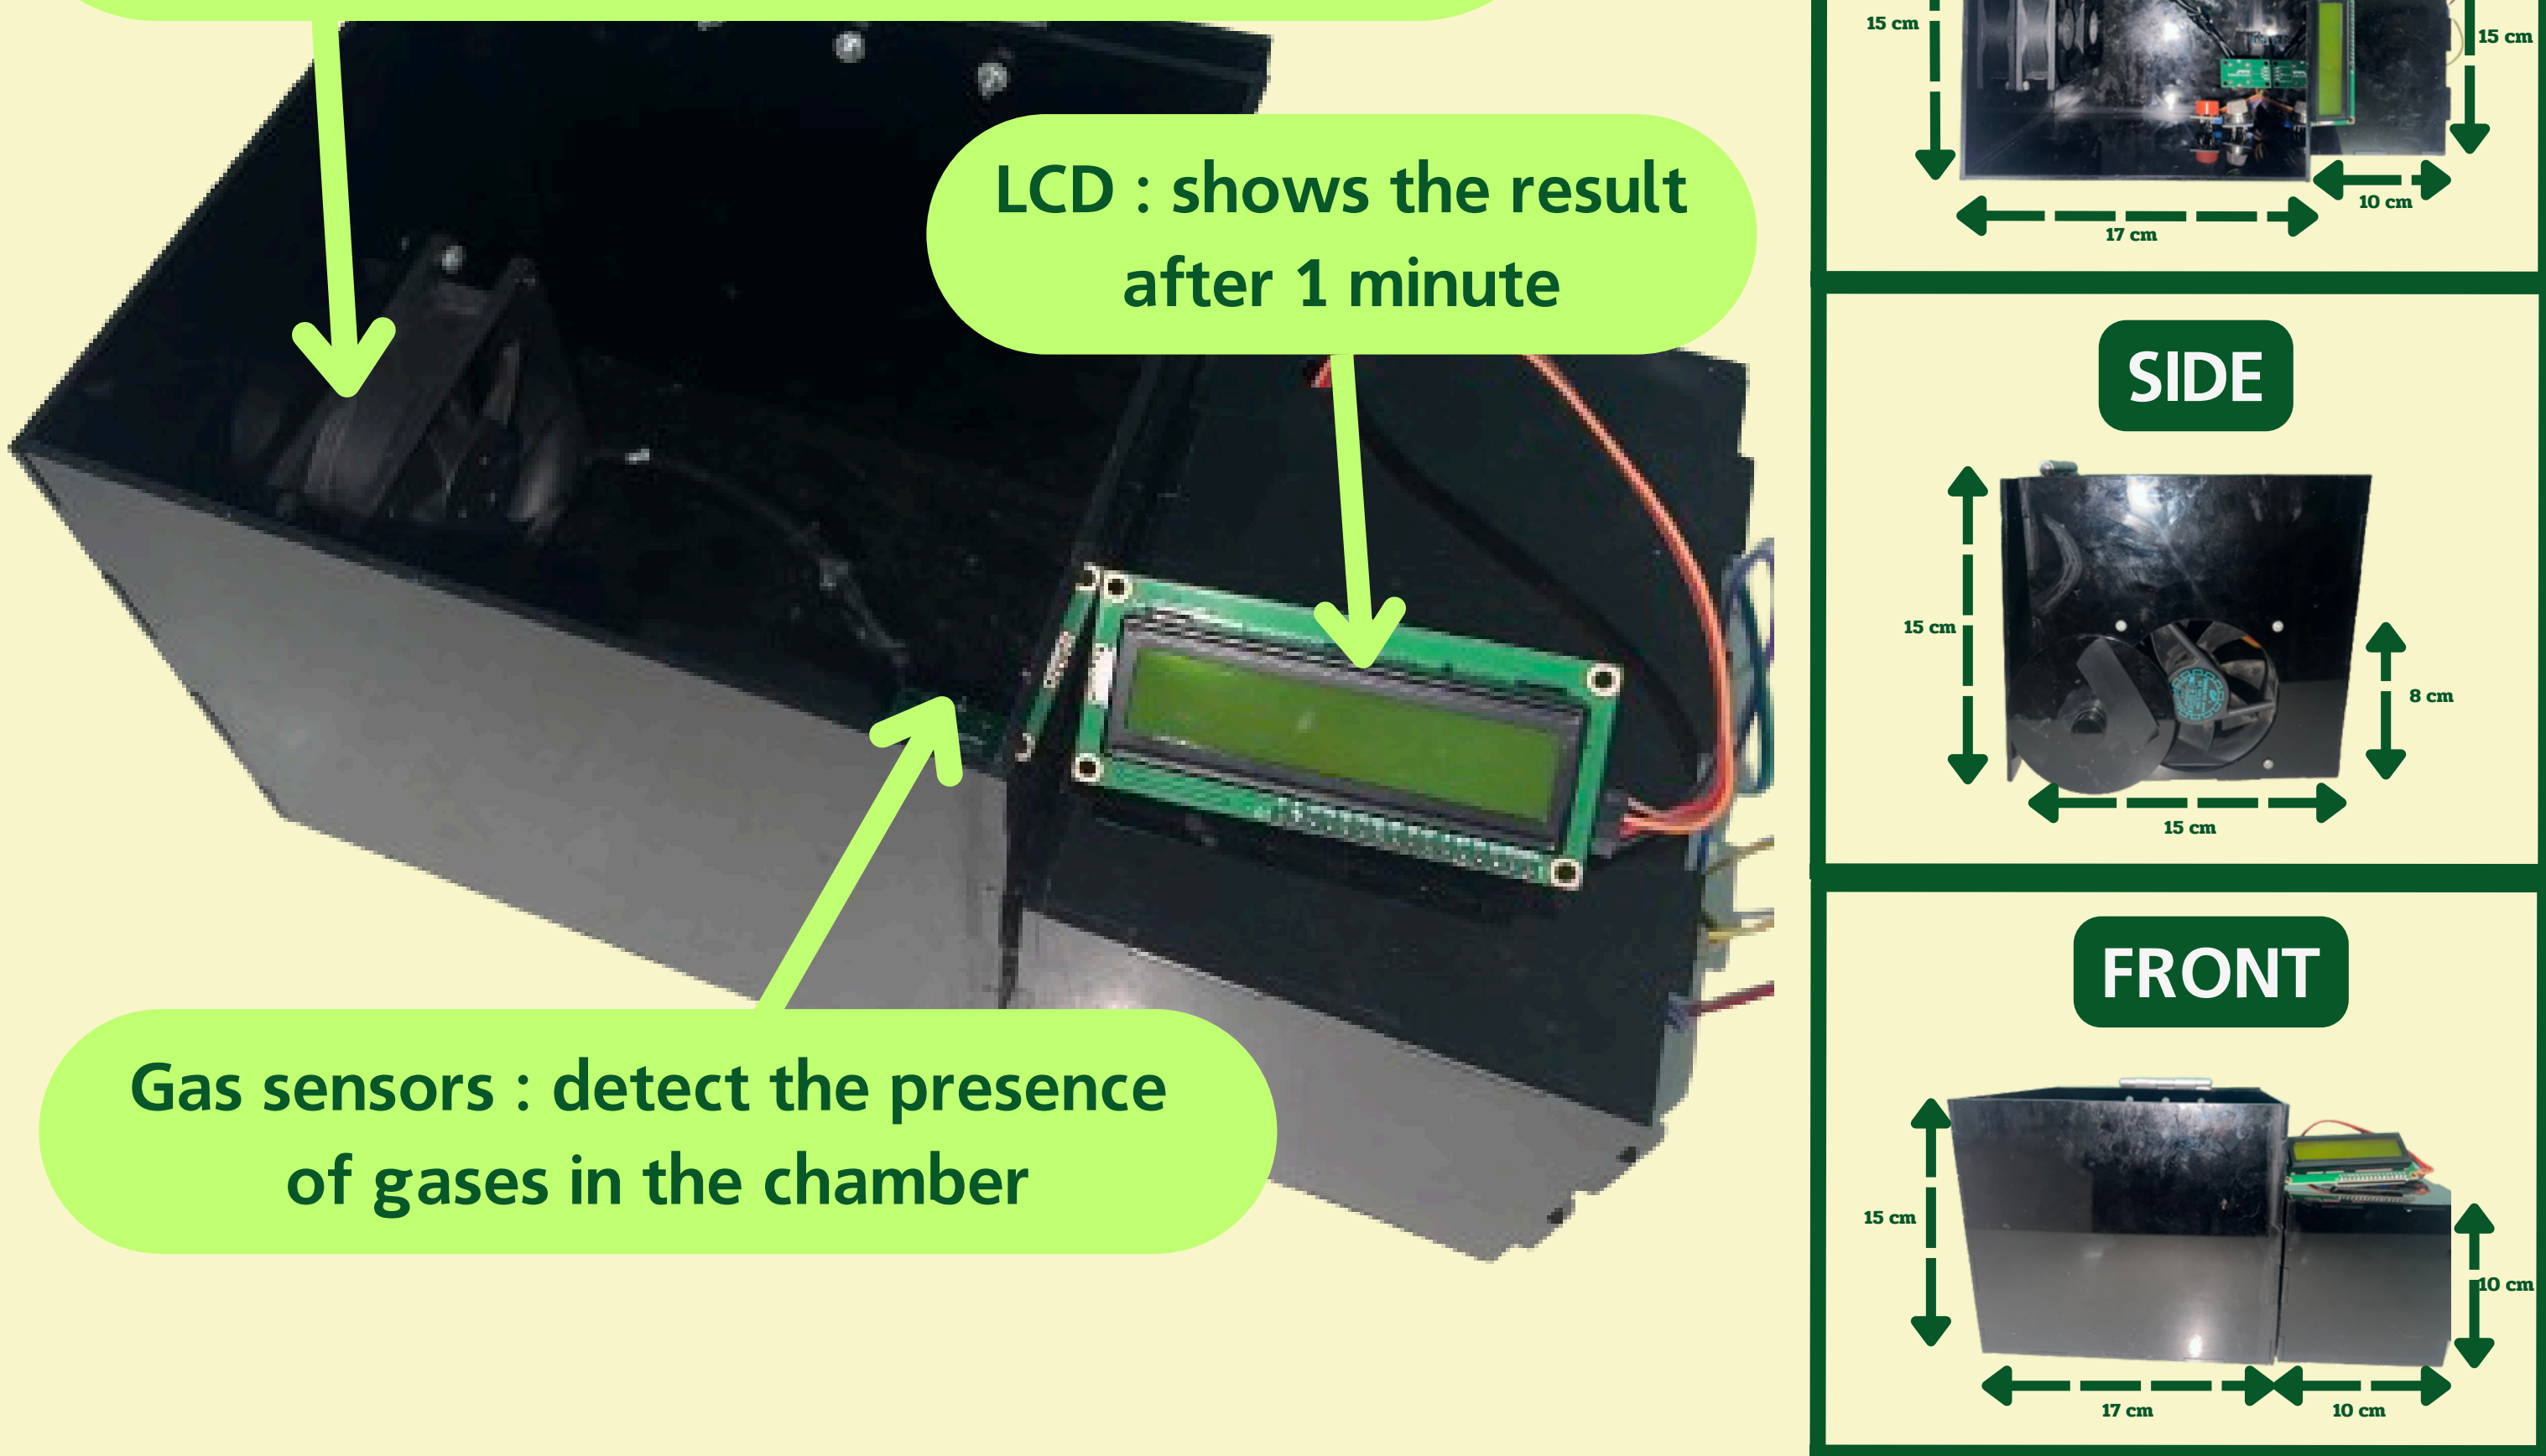 LCD : shows the result
after 1 minute
Gas sensors : detect the presence
of gases in the chamber
15 cm
15 cm
10 cm
17 cm
SIDE
15 cm
8 cm
15 cm
FRONT
15 cm
10 cm
17 cm
10 cm